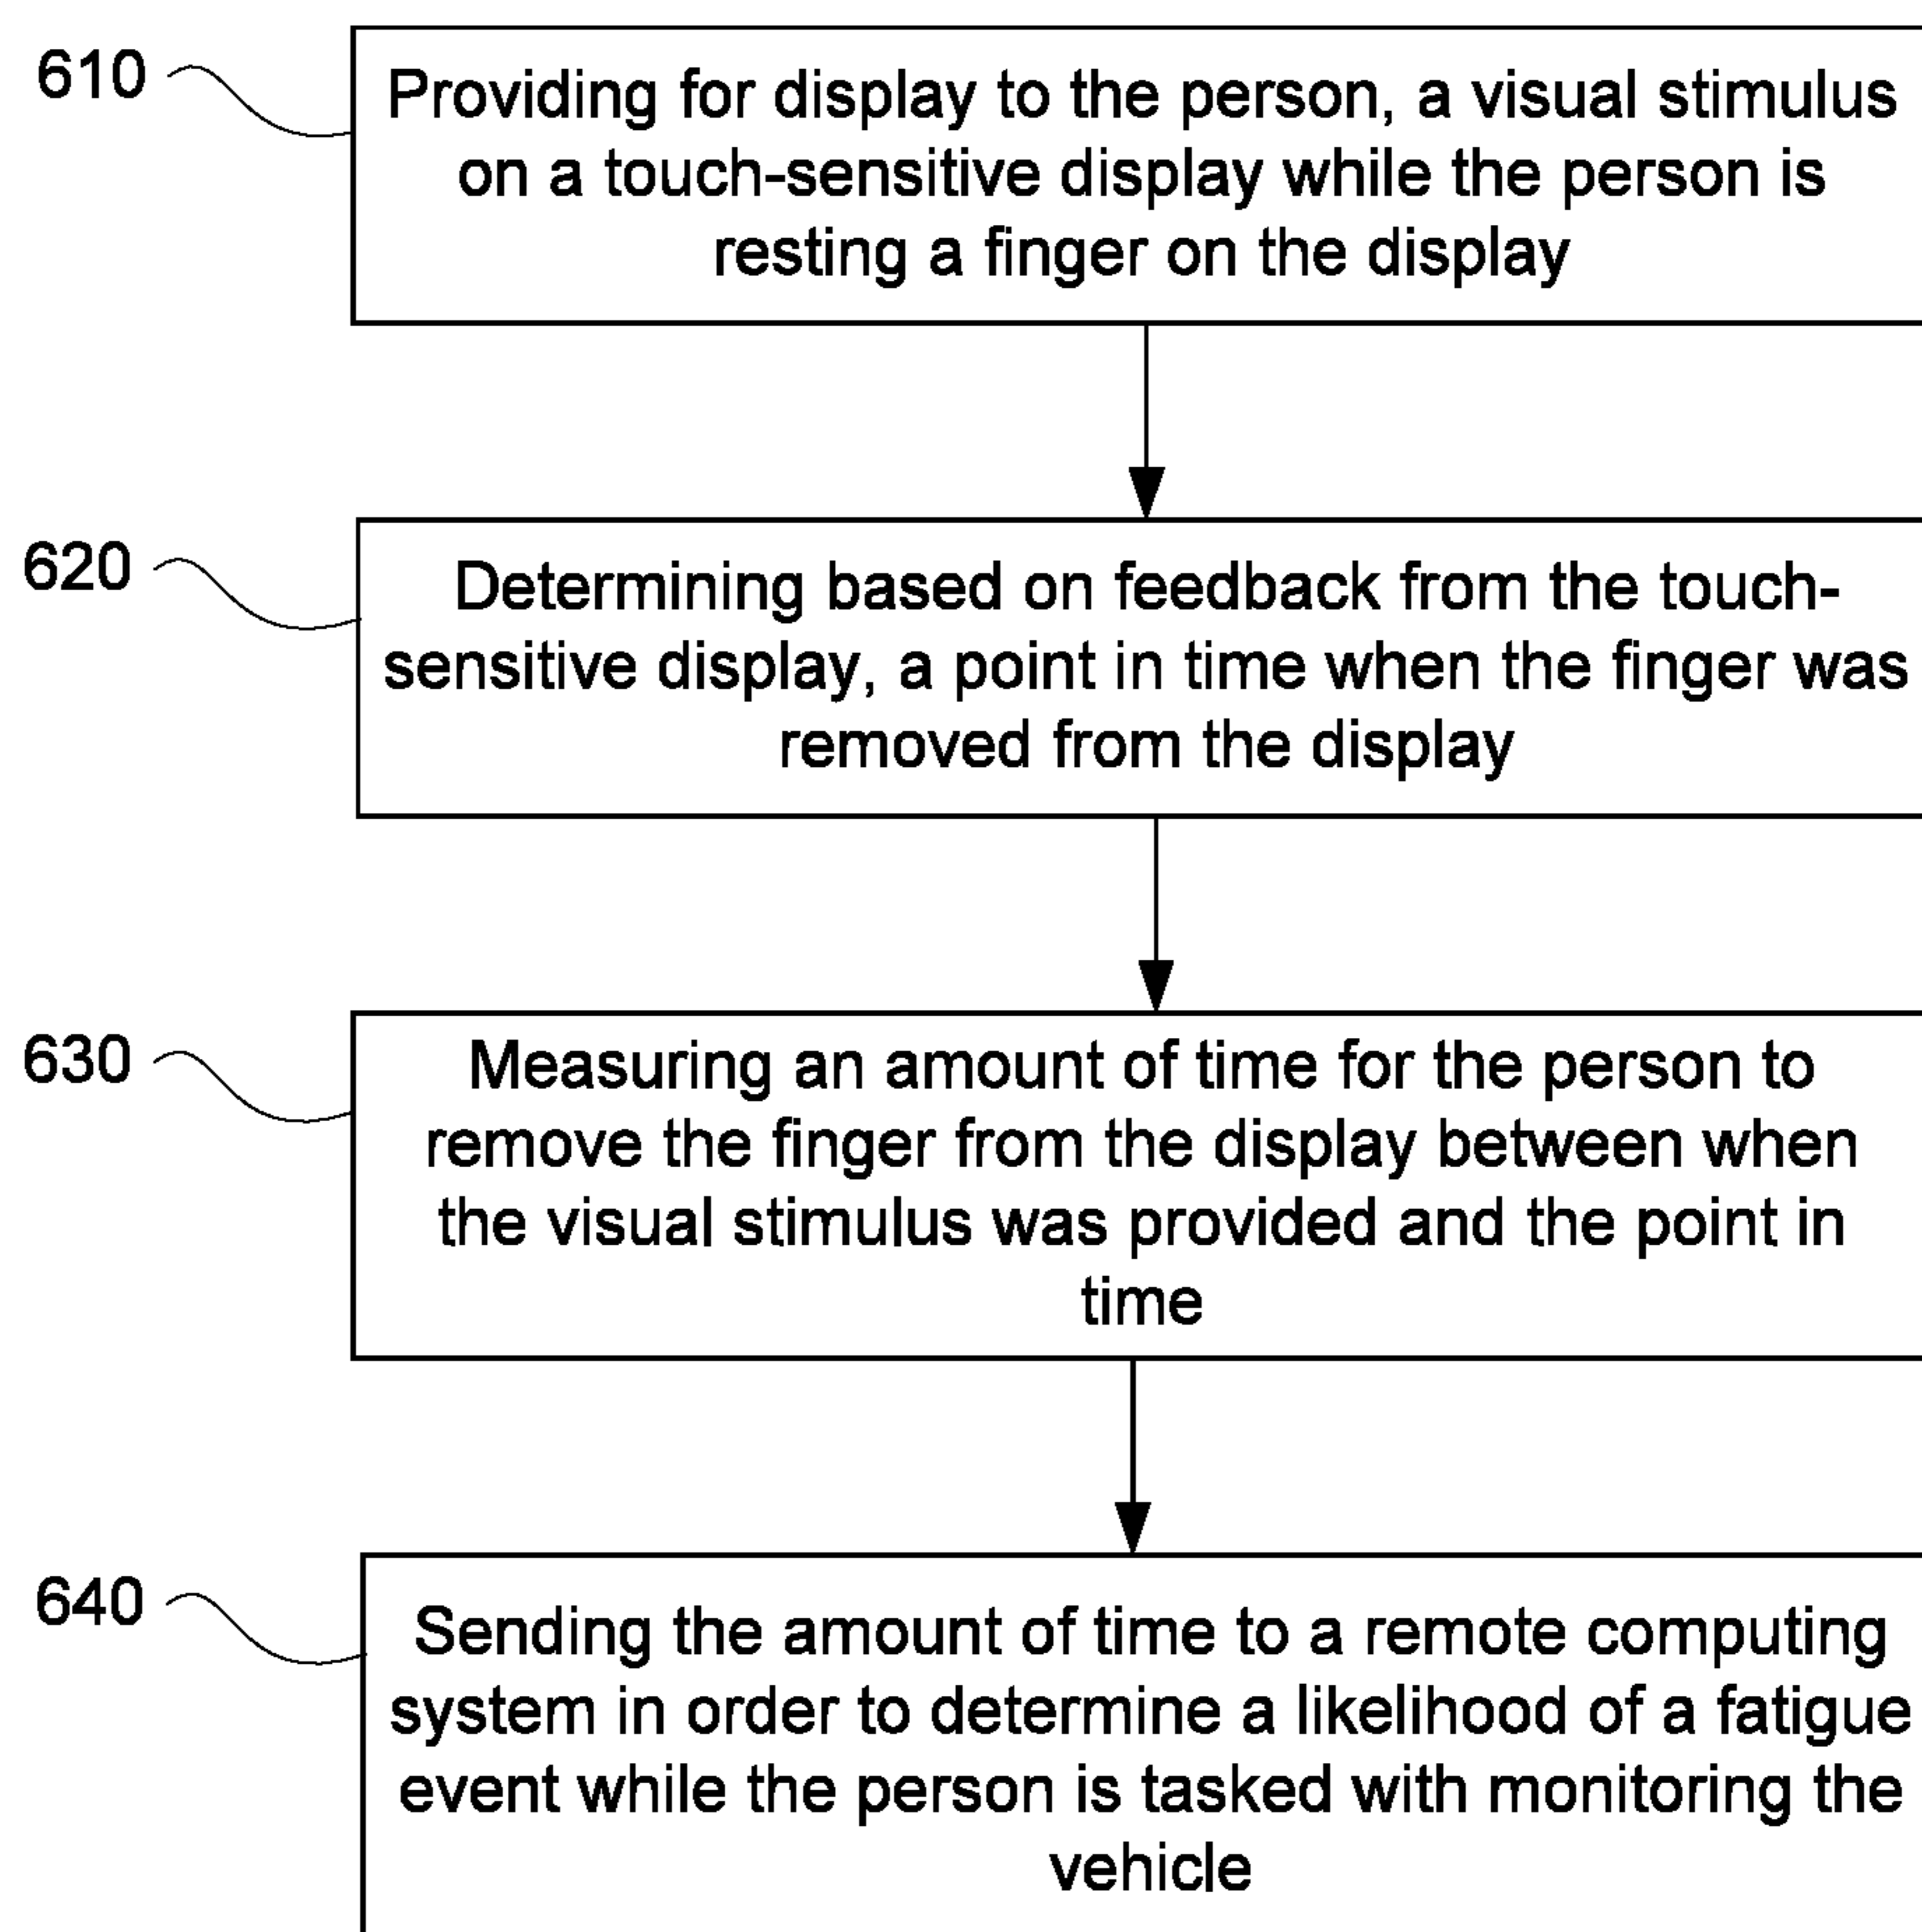 610
Providing for display to the person, a visual stimulus
on a touch-sensitive display while the person is
resting a finger on the display
620
Determining based on feedback from the touch-
sensitive display, a point in time when the finger was
removed from the display
630
Measuring an amount of time for the person to
remove the finger from the display between when
the visual stimulus was provided and the point in
time
640
Sending the amount of time to a remote computing
system in order to determine a likelihood of a fatigue
event while the person is tasked with monitoring the
vehicle